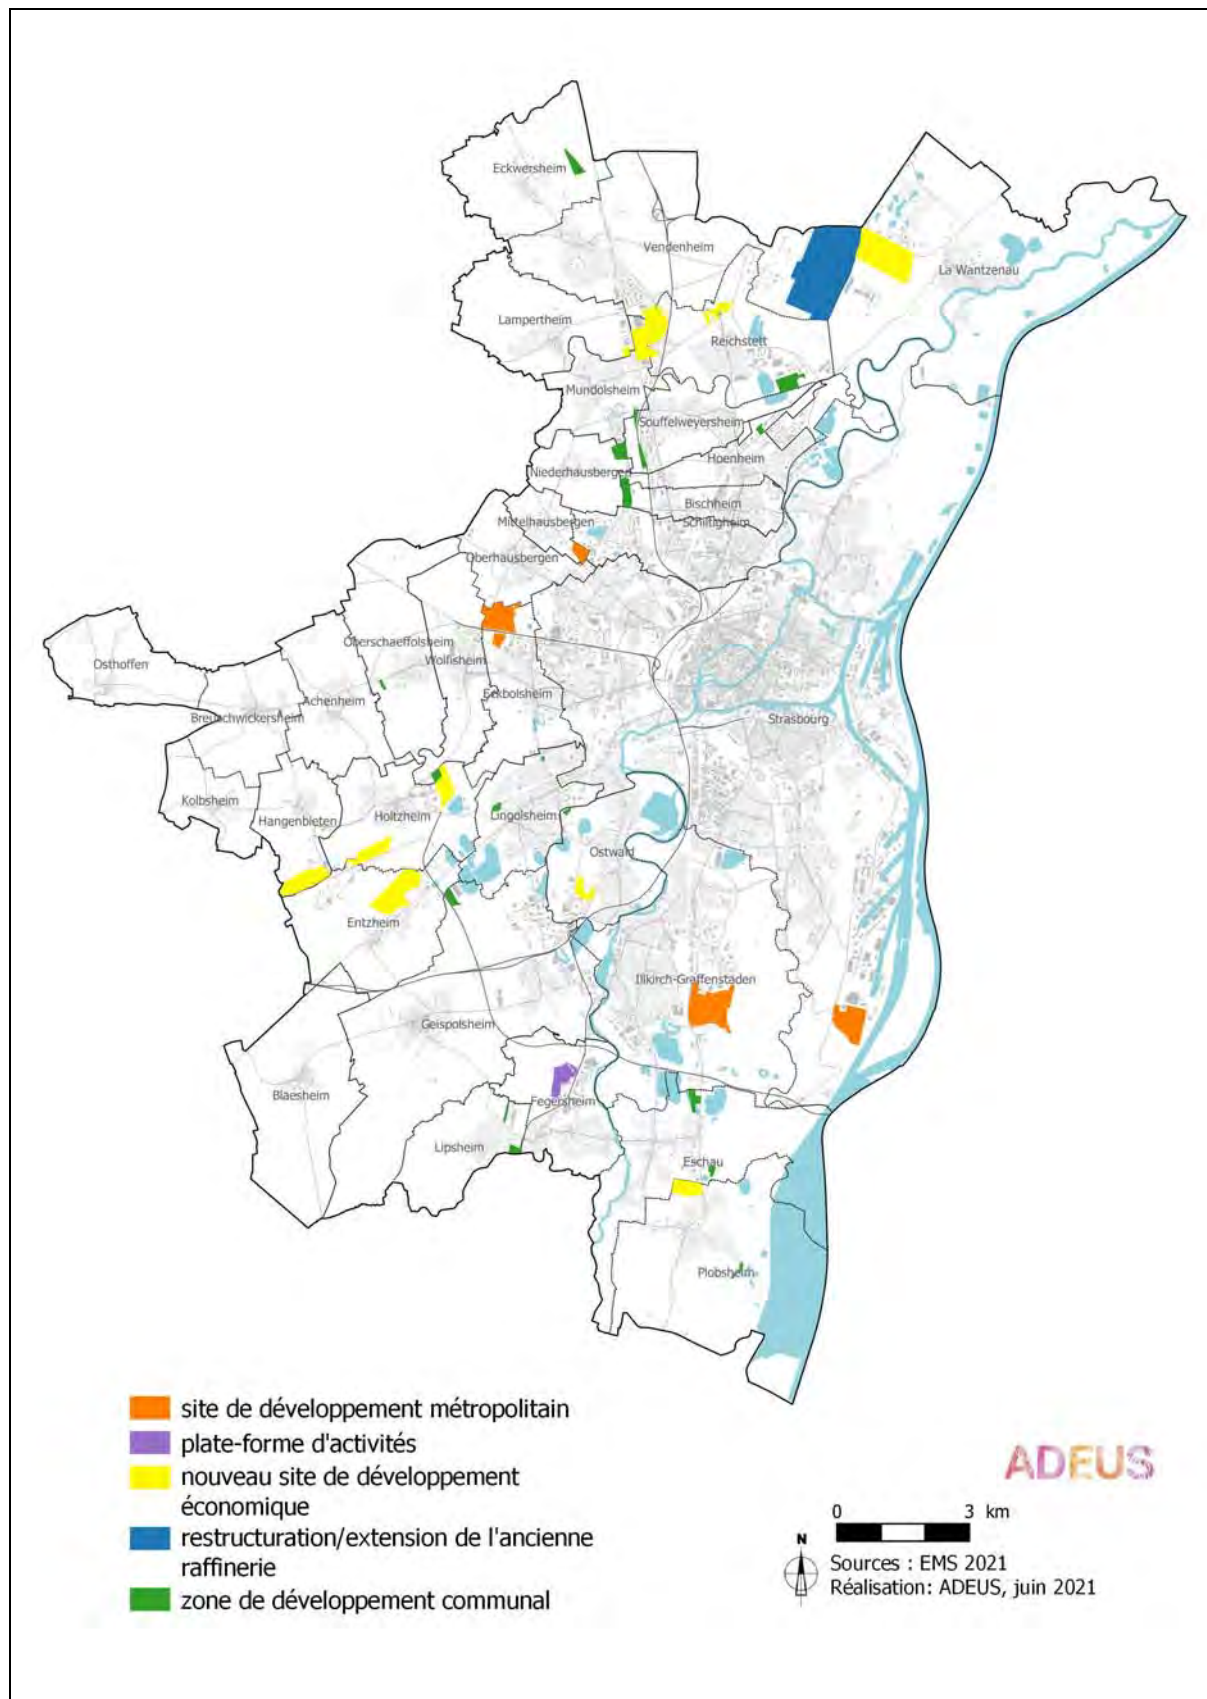 Eckwersheim
Vendenheim
La Wantzenau
Lampertheim
Reichstett
Mundolsheim
Souffelweyersheim
Hoenheim
Niederhausbergen
Bischheim
Mittelhausbergen
Schiltigheim
Oberhausbergen
Oberschaeffolsheim
Wolfisheim
Osthoffen
Eckbolsheim
Achenheim
Breuschwickersheim
Strasbourg
Kolbsheim
Hangenbieten
Holtzheim
Lingolsheim
Ostwald
Entzheim
Illkirch-Graffenstaden
Geispolsheim
Blaesheim
Fegersheim
Lipsheim
Eschau
Plobsheim
site de développement métropolitain
plate-forme d'activités
nouveau site de développement
économique
restructuration/extension de l'ancienne
raffinerie
zone de développement communal
ADEUS
0 3 km
N
Sources : EMS 2021
Réalisation: ADEUS, juin 2021